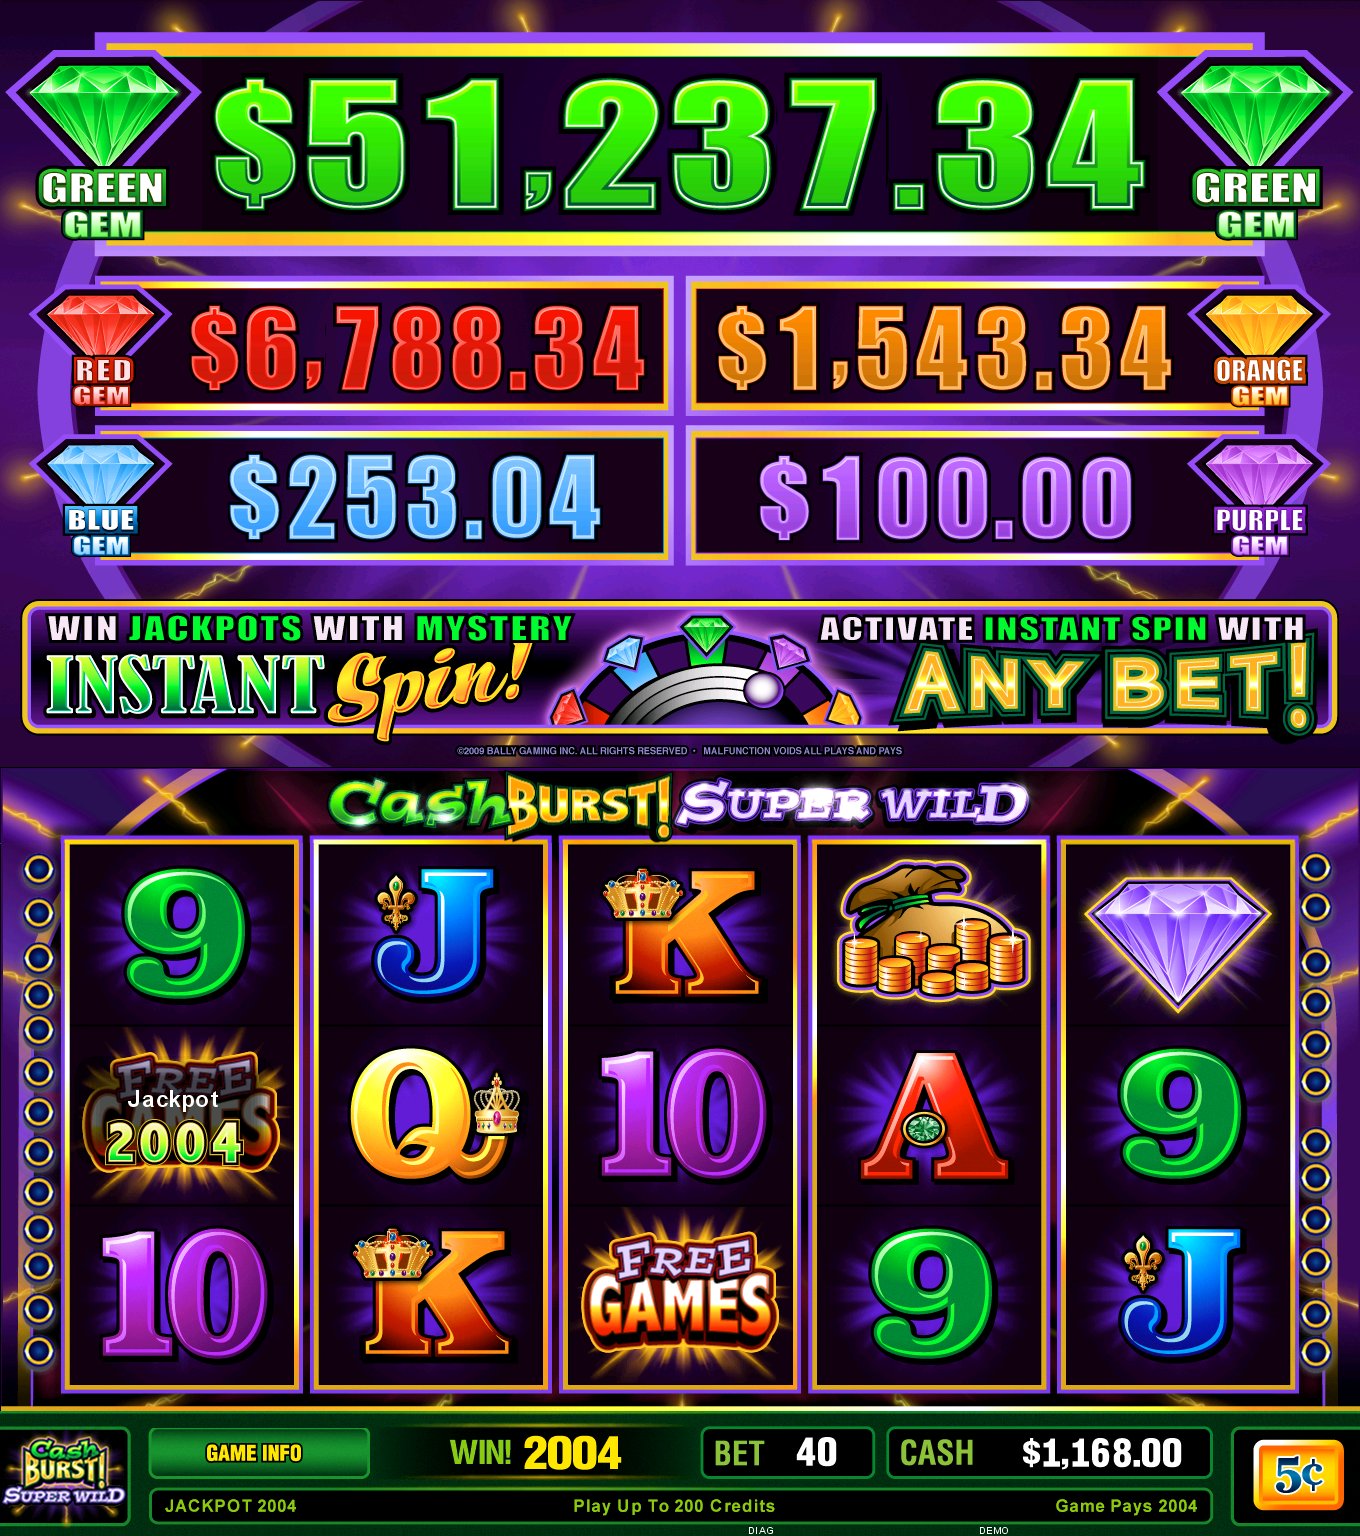 $51,237.34
GREEN
GEM
GREEN
GEM
$6,788.34
RED
GEM
$1,543.34
ORANGE
GEM
$253.04
BLUE
GEM
$100.00
PURPLE
GEM
WIN JACKPOTS WITH MYSTERY
INSTANT Spin!
ACTIVATE INSTANT SPIN WITH
ANY BET!
©2009 BALLY GAMING INC. ALL RIGHTS RESERVED • MALFUNCTION VOIDS ALL PLAYS AND PAYS
Cash BURST! SUPER WILD
9 J K
FREE
GAMES
Jackpot
2004
Q 10 A 9
10 K
FREE
GAMES
9 J
Cash
BURST!
SUPER WILD
GAME INFO
WIN! 2004
BET 40
CASH $1,168.00
5¢
JACKPOT 2004
Play Up To 200 Credits
Game Pays 2004
DIAG
DEMO